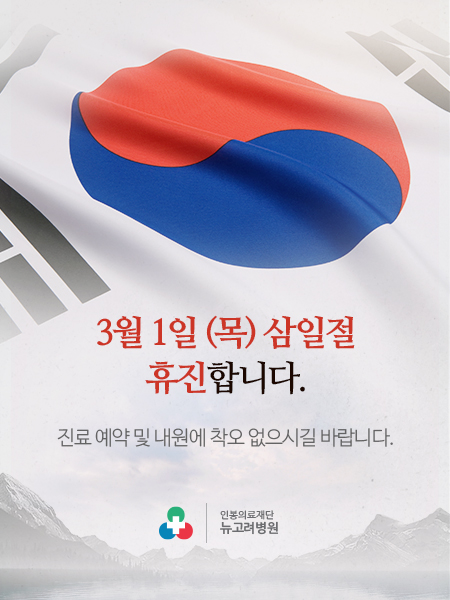 3월 1일 (목) 삼일절
휴진합니다.
진료 예약 및 내원에 착오 없으시길 바랍니다.
인봉의료재단
뉴고려병원